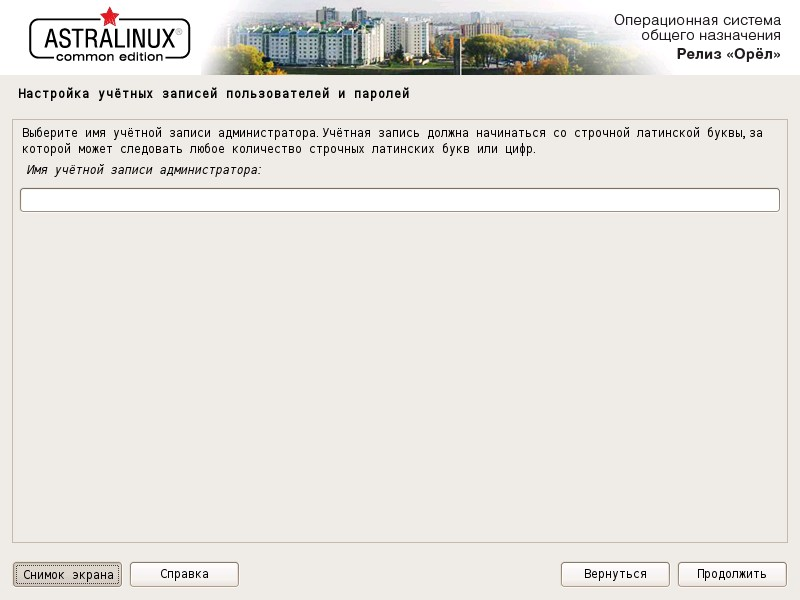 ASTRALINUX®
common edition
Операционная система
общего назначения
Релиз «Орёл»
Настройка учётных записей пользователей и паролей
Выберите имя учётной записи администратора. Учётная запись должна начинаться со строчной латинской буквы, за
которой может следовать любое количество строчных латинских букв или цифр.
Имя учётной записи администратора:
Снимок экрана
Справка
Вернуться
Продолжить